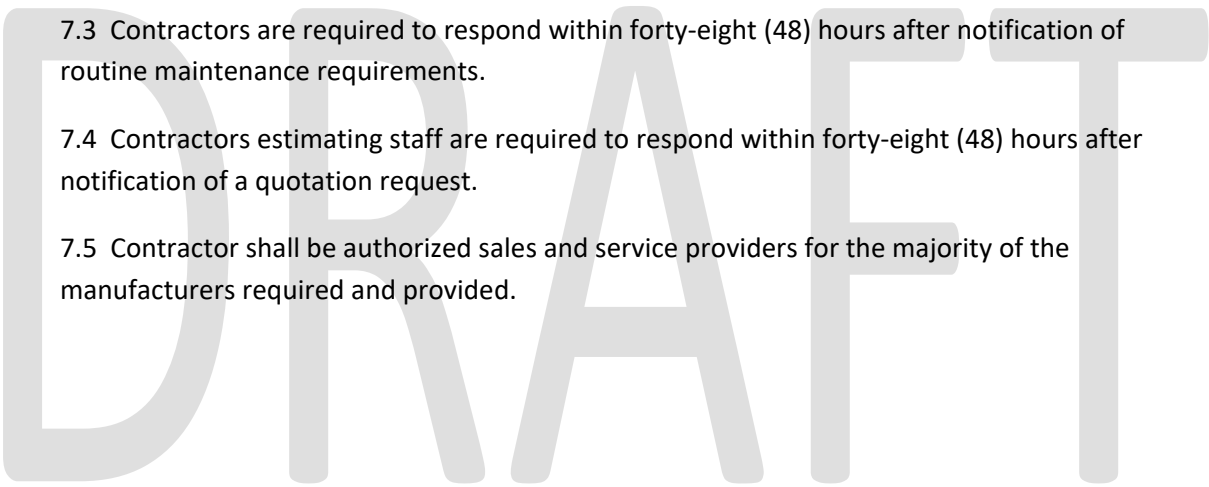 DRAFT
7.3 Contractors are required to respond within forty-eight (48) hours after notification of
routine maintenance requirements.
7.4 Contractors estimating staff are required to respond within forty-eight (48) hours after
notification of a quotation request.
7.5 Contractor shall be authorized sales and service providers for the majority of the
manufacturers required and provided.